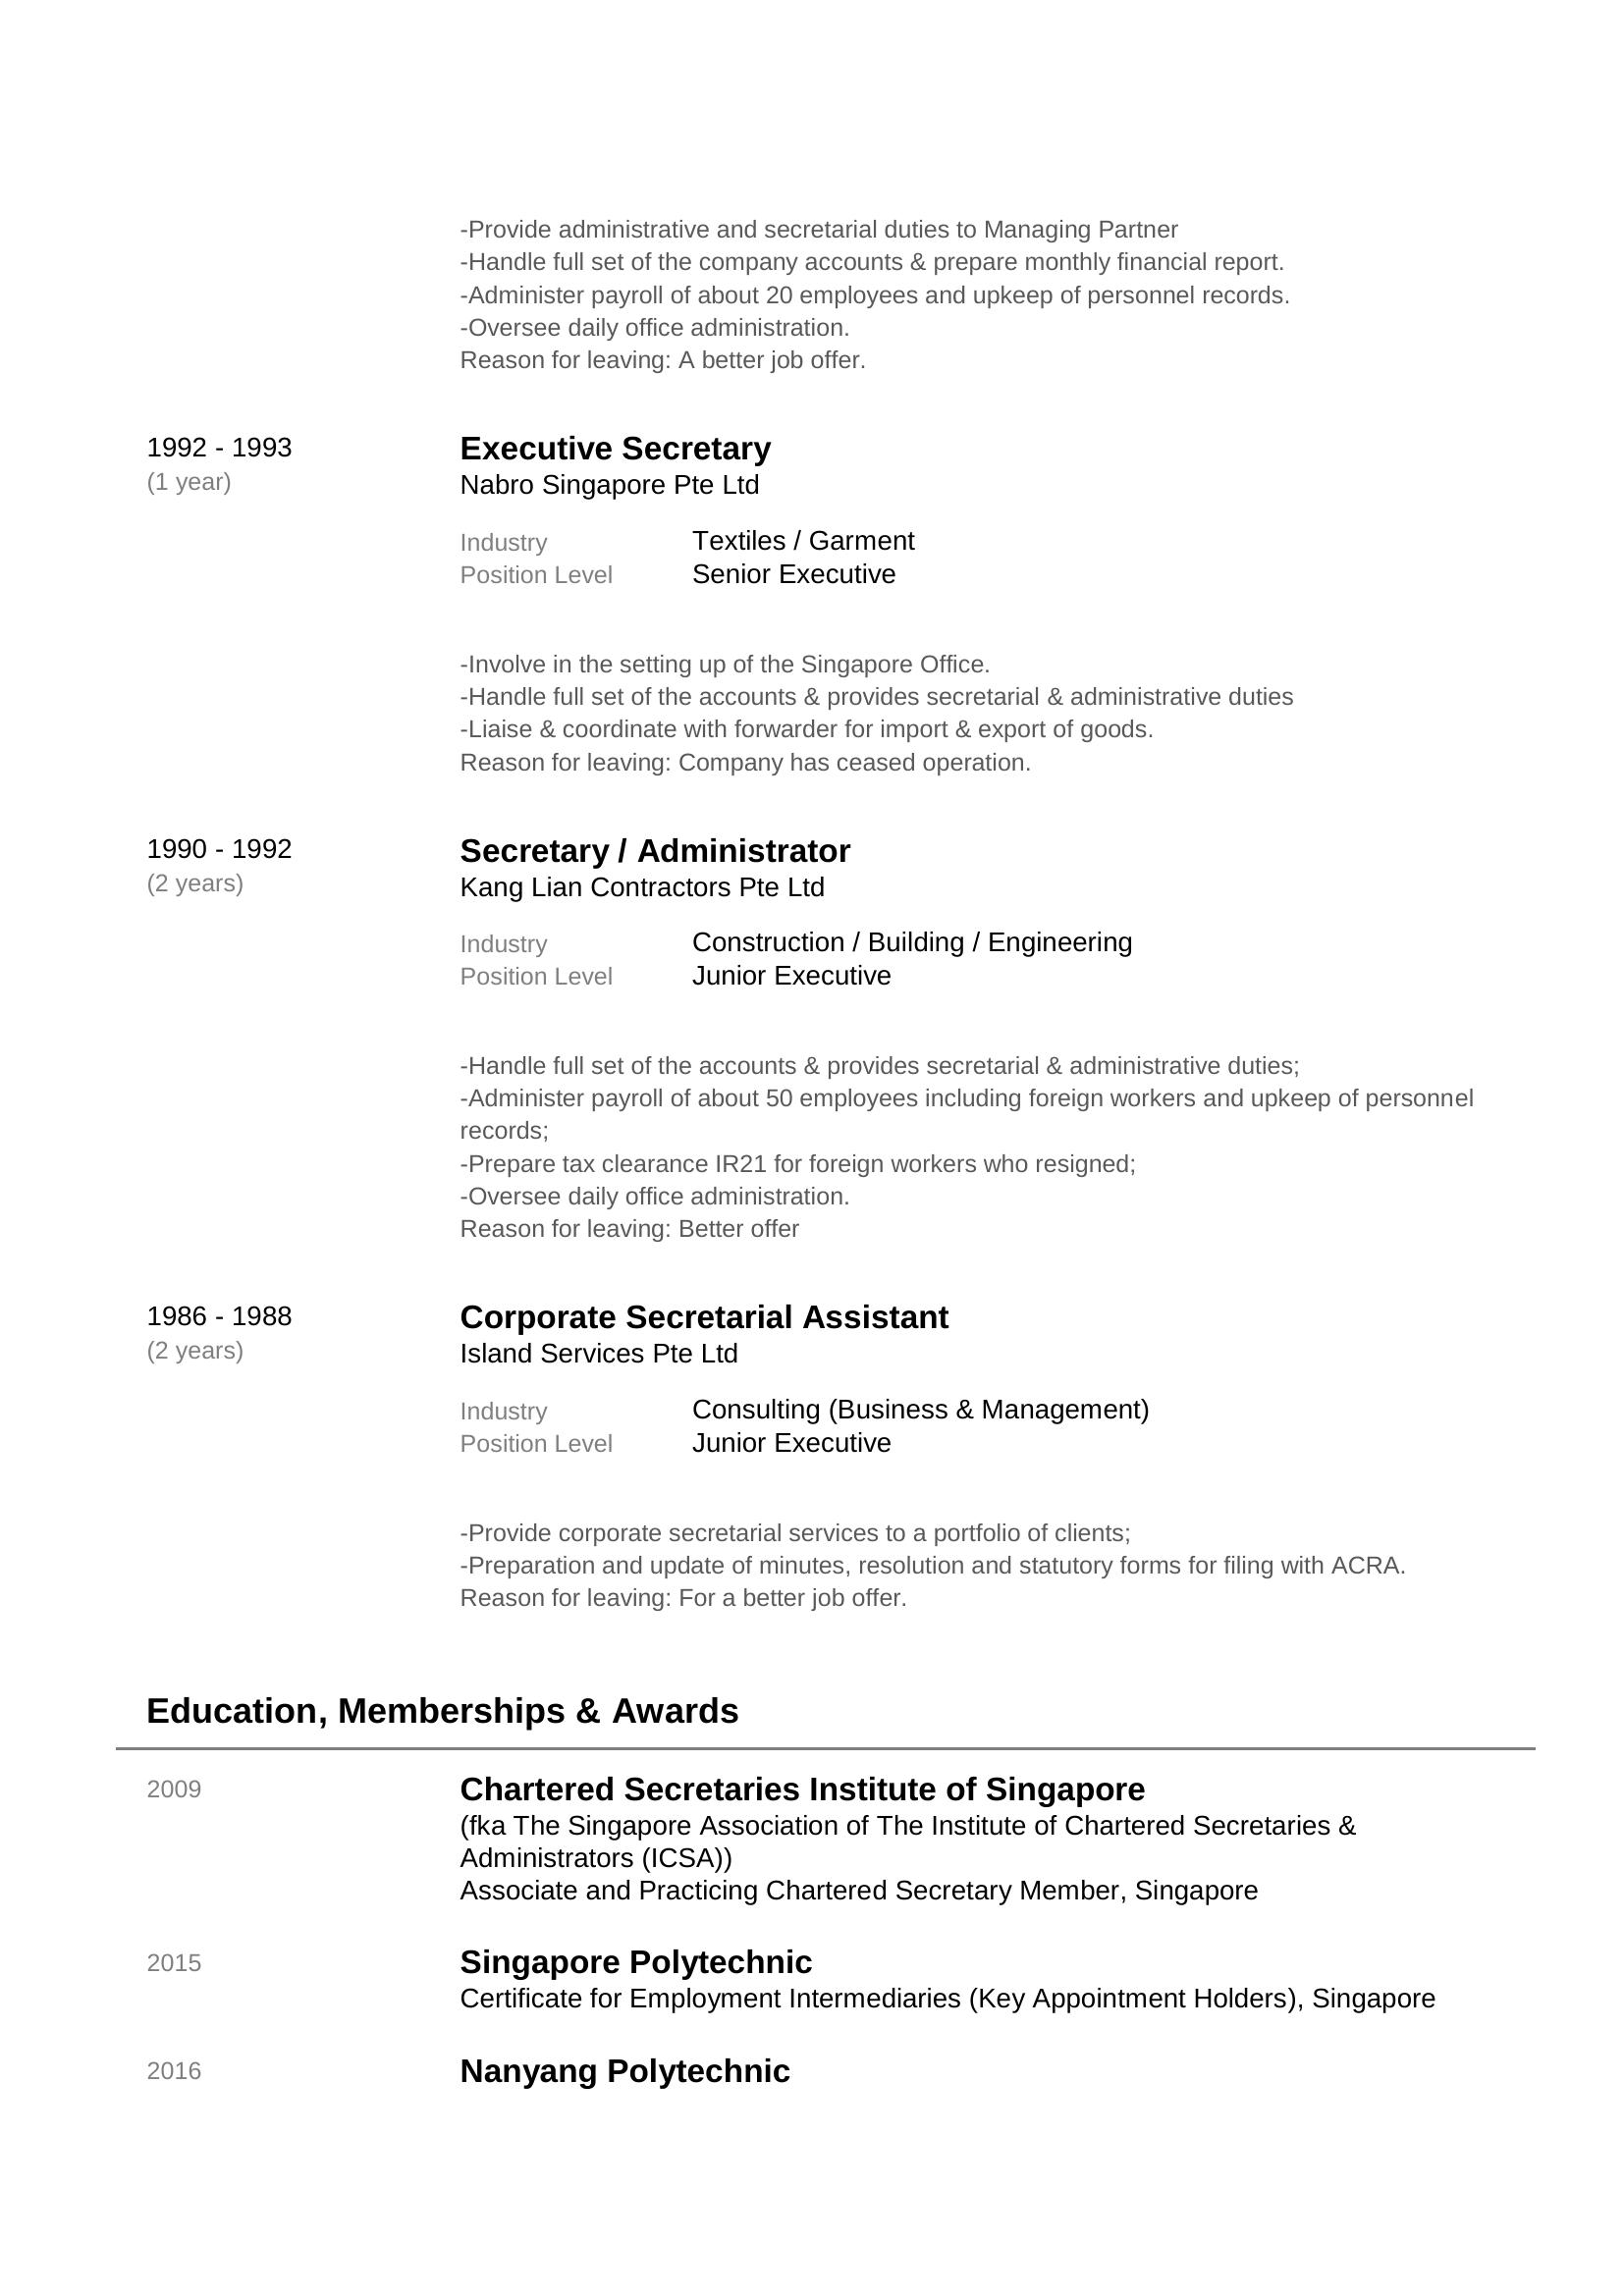 -Provide administrative and secretarial duties to Managing Partner
-Handle full set of the company accounts & prepare monthly financial report.
-Administer payroll of about 20 employees and upkeep of personnel records.
-Oversee daily office administration.
Reason for leaving: A better job offer.
1992 - 1993
(1 year)
Executive Secretary
Nabro Singapore Pte Ltd
Industry Textiles / Garment
Position Level Senior Executive
-Involve in the setting up of the Singapore Office.
-Handle full set of the accounts & provides secretarial & administrative duties
-Liaise & coordinate with forwarder for import & export of goods.
Reason for leaving: Company has ceased operation.
1990 - 1992
(2 years)
Secretary / Administrator
Kang Lian Contractors Pte Ltd
Industry Construction / Building / Engineering
Position Level Junior Executive
-Handle full set of the accounts & provides secretarial & administrative duties;
-Administer payroll of about 50 employees including foreign workers and upkeep of personnel
records;
-Prepare tax clearance IR21 for foreign workers who resigned;
-Oversee daily office administration.
Reason for leaving: Better offer
1986 - 1988
(2 years)
Corporate Secretarial Assistant
Island Services Pte Ltd
Industry Consulting (Business & Management)
Position Level Junior Executive
-Provide corporate secretarial services to a portfolio of clients;
-Preparation and update of minutes, resolution and statutory forms for filing with ACRA.
Reason for leaving: For a better job offer.
Education, Memberships & Awards
2009 Chartered Secretaries Institute of Singapore
(fka The Singapore Association of The Institute of Chartered Secretaries &
Administrators (ICSA))
Associate and Practicing Chartered Secretary Member, Singapore
2015 Singapore Polytechnic
Certificate for Employment Intermediaries (Key Appointment Holders), Singapore
2016 Nanyang Polytechnic